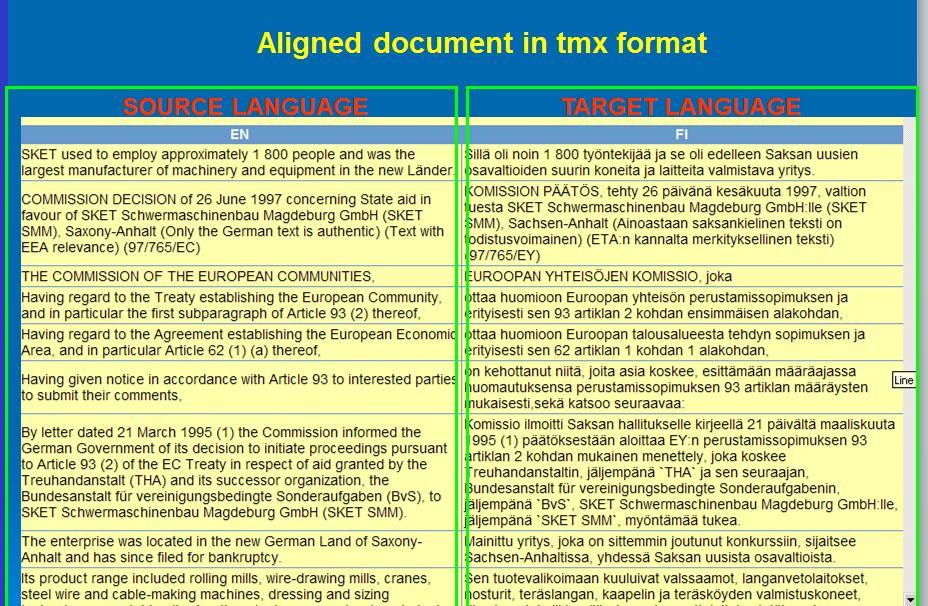 Aligned document in tmx format
SOURCE LANGUAGE
TARGET LANGUAGE
EN
FI
SKET used to employ approximately 1 800 people and was the
largest manufacturer of machinery and equipment in the new Länder.
Sillä oli noin 1 800 työntekijää ja se oli edelleen Saksan uusien
osavaltioiden suurin koneita ja laitteita valmistava yritys.
COMMISSION DECISION of 26 June 1997 concerning State aid in
favour of SKET Schwermaschinenbau Magdeburg GmbH (SKET
SMM), Saxony-Anhalt (Only the German text is authentic) (Text with
EEA relevance) (97/765/EC)
KOMISSION PÄÄTÖS, tehty 26 päivänä kesäkuuta 1997, valtion
tuesta SKET Schwermaschinenbau Magdeburg GmbH:lle (SKET
SMM), Sachsen-Anhalt (Ainoastaan saksankielinen teksti on
todistusvoimainen) (ETA:n kannalta merkityksellinen teksti)
(97/765/EY)
THE COMMISSION OF THE EUROPEAN COMMUNITIES,
EUROOPAN YHTEISÖJEN KOMISSIO, joka
Having regard to the Treaty establishing the European Community,
and in particular the first subparagraph of Article 93 (2) thereof,
ottaa huomioon Euroopan yhteisön perustamissopimuksen ja
erityisesti sen 93 artiklan 2 kohdan ensimmäisen alakohdan,
Having regard to the Agreement establishing the European Economic
Area, and in particular Article 62 (1) (a) thereof,
ottaa huomioon Euroopan talousalueesta tehdyn sopimuksen ja
erityisesti sen 62 artiklan 1 kohdan 1 alakohdan,
Having given notice in accordance with Article 93 to interested parties
to submit their comments,
on kehottanut niitä, joita asia koskee, esittämään määräajassa
huomautuksensa perustamissopimuksen 93 artiklan määräysten
mukaisesti,sekä katsoo seuraavaa:
Line
By letter dated 21 March 1995 (1) the Commission informed the
German Government of its decision to initiate proceedings pursuant
to Article 93 (2) of the EC Treaty in respect of aid granted by the
Treuhandanstalt (THA) and its successor organization, the
Bundesanstalt für vereinigungsbedingte Sonderaufgaben (BvS), to
SKET Schwermaschinenbau Magdeburg GmbH (SKET SMM).
Komissio ilmoitti Saksan hallitukselle kirjeellä 21 päivältä maaliskuuta
1995 (1) päätöksestään aloittaa EY:n perustamissopimuksen 93
artiklan 2 kohdan mukainen menettely, joka koskee
Treuhandanstaltin, jäljempänä `THA` ja sen seuraajan,
Bundesanstalt für vereinigungsbedingte Sonderaufgabenin,
jäljempänä `BvS`, SKET Schwermaschinenbau Magdeburg GmbH:lle,
jäljempänä `SKET SMM`, myöntämää tukea.
The enterprise was located in the new German Land of Saxony-
Anhalt and has since filed for bankruptcy.
Mainittu yritys, joka on sittemmin joutunut konkurssiin, sijaitsee
Sachsen-Anhaltissa, yhdessä Saksan uusista osavaltioista.
Its product range included rolling mills, wire-drawing mills, cranes,
steel wire and cable-making machines, dressing and sizing
Sen tuotevalikoimaan kuuluivat valssaamot, langanvetolaitokset,
nosturit, teräslangan, kaapelin ja teräsköyden valmistuskoneet,